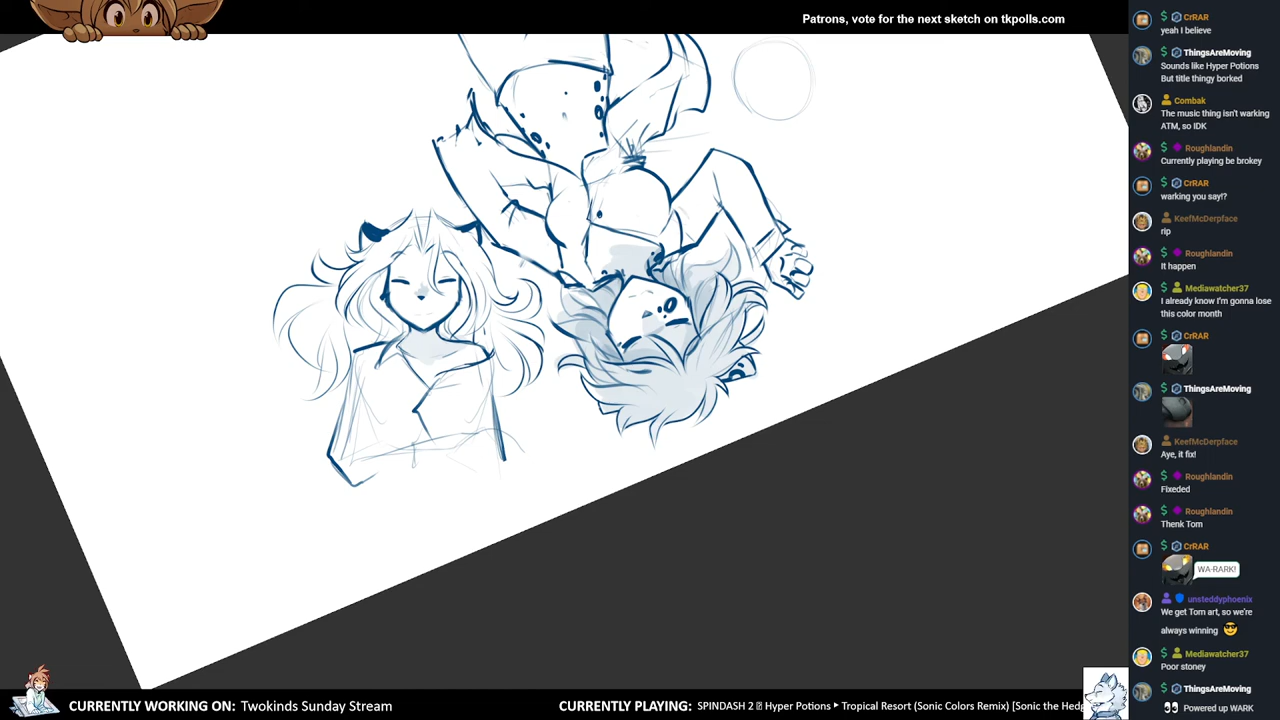 Patrons, vote for the next sketch on tkpolls.com
CrRAR
yeah I believe
ThingsAreMoving
Sounds like Hyper Potions
But title thingy borked
Combak
The music thing isn't working
ATM, so IDK
Roughlandin
Currently playing be brokey
CrRAR
warking you say!?
KeefMcDerpface
rip
Roughlandin
It happen
Mediawatcher37
I already know I'm gonna lose
this color month
CrRAR
ThingsAreMoving
KeefMcDerpface
Aye, it fix!
Roughlandin
Fixeded
Roughlandin
Thenk Tom
CrRAR
WA-RARK!
unsteddyphoenix
We get Tom art, so we're
always winning 😎
Mediawatcher37
Poor stoney
ThingsAreMoving
👀 Powered up WARK
CURRENTLY WORKING ON: Twokinds Sunday Stream
CURRENTLY PLAYING: SPINDASH 2 ⍰ Hyper Potions ‣ Tropical Resort (Sonic Colors Remix) [Sonic the Hedg